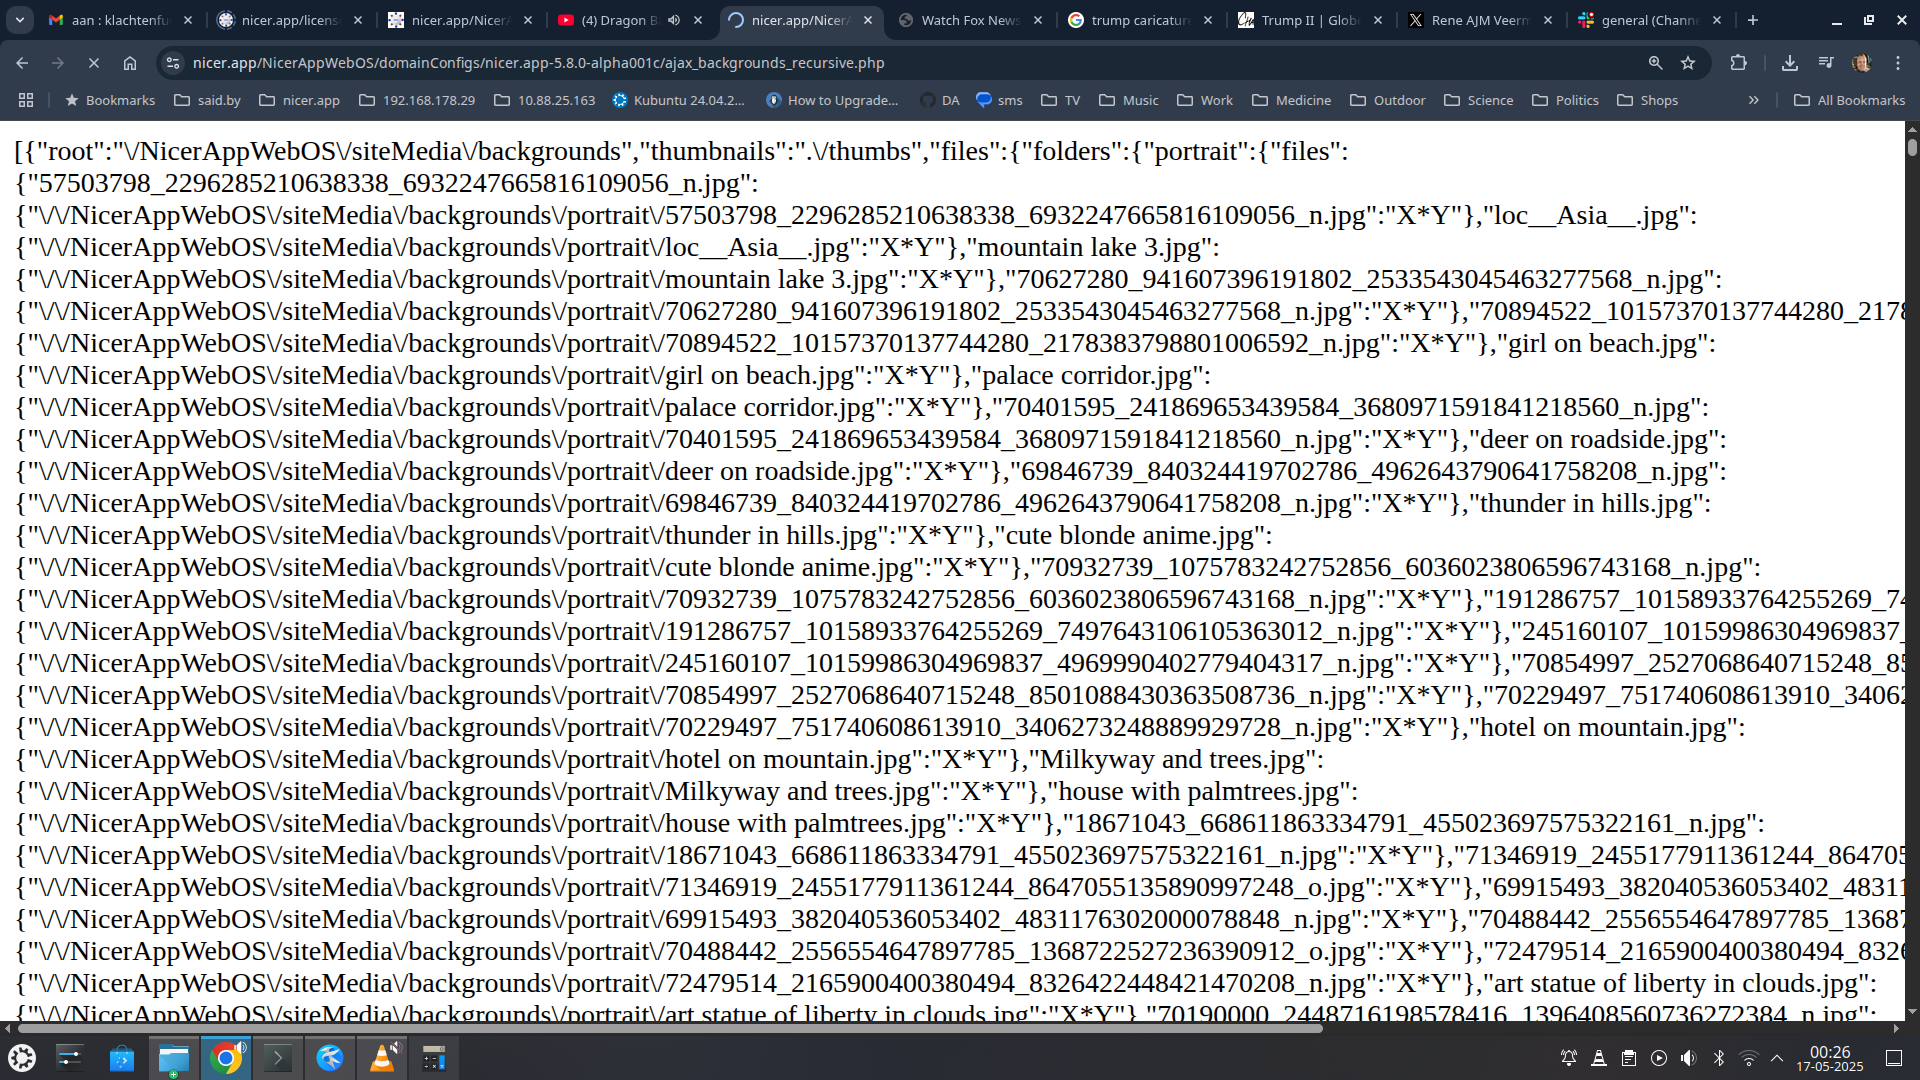 aan : klachtenfu
nicer.app/licens
nicer.app/Nicer
(4) Dragon B
nicer.app/Nicer
Watch Fox News
trump caricature
Trump II | Glob
Rene AJM Veerm
general (Chann
nicer.app/NicerAppWebOS/domainConfigs/nicer.app-5.8.0-alpha001c/ajax_backgrounds_recursive.php
Bookmarks
said.by
nicer.app
192.168.178.29
10.88.25.163
Kubuntu 24.04.2...
How to Upgrade...
DA
sms
TV
Music
Work
Medicine
Outdoor
Science
Politics
Shops
All Bookmarks
[{"root":"\/NicerAppWebOS\/siteMedia\/backgrounds","thumbnails":".\/thumbs","files":{"folders":{"portrait":{"files":
{"57503798_2296285210638338_6932247665816109056_n.jpg":
{"\/\/NicerAppWebOS\/siteMedia\/backgrounds\/portrait\/57503798_2296285210638338_6932247665816109056_n.jpg":"X*Y"},"loc__Asia__.jpg":
{"\/\/NicerAppWebOS\/siteMedia\/backgrounds\/portrait\/loc__Asia__.jpg":"X*Y"},"mountain lake 3.jpg":
{"\/\/NicerAppWebOS\/siteMedia\/backgrounds\/portrait\/mountain lake 3.jpg":"X*Y"},"70627280_941607396191802_2533543045463277568_n.jpg":
{"\/\/NicerAppWebOS\/siteMedia\/backgrounds\/portrait\/70627280_941607396191802_2533543045463277568_n.jpg":"X*Y"},"70894522_10157370137744280_2178
{"\/\/NicerAppWebOS\/siteMedia\/backgrounds\/portrait\/70894522_10157370137744280_2178383798801006592_n.jpg":"X*Y"},"girl on beach.jpg":
{"\/\/NicerAppWebOS\/siteMedia\/backgrounds\/portrait\/girl on beach.jpg":"X*Y"},"palace corridor.jpg":
{"\/\/NicerAppWebOS\/siteMedia\/backgrounds\/portrait\/palace corridor.jpg":"X*Y"},"70401595_241869653439584_3680971591841218560_n.jpg":
{"\/\/NicerAppWebOS\/siteMedia\/backgrounds\/portrait\/70401595_241869653439584_3680971591841218560_n.jpg":"X*Y"},"deer on roadside.jpg":
{"\/\/NicerAppWebOS\/siteMedia\/backgrounds\/portrait\/deer on roadside.jpg":"X*Y"},"69846739_840324419702786_4962643790641758208_n.jpg":
{"\/\/NicerAppWebOS\/siteMedia\/backgrounds\/portrait\/69846739_840324419702786_4962643790641758208_n.jpg":"X*Y"},"thunder in hills.jpg":
{"\/\/NicerAppWebOS\/siteMedia\/backgrounds\/portrait\/thunder in hills.jpg":"X*Y"},"cute blonde anime.jpg":
{"\/\/NicerAppWebOS\/siteMedia\/backgrounds\/portrait\/cute blonde anime.jpg":"X*Y"},"70932739_1075783242752856_6036023806596743168_n.jpg":
{"\/\/NicerAppWebOS\/siteMedia\/backgrounds\/portrait\/70932739_1075783242752856_6036023806596743168_n.jpg":"X*Y"},"191286757_10158933764255269_74
{"\/\/NicerAppWebOS\/siteMedia\/backgrounds\/portrait\/191286757_10158933764255269_7497643106105363012_n.jpg":"X*Y"},"245160107_10159986304969837_
{"\/\/NicerAppWebOS\/siteMedia\/backgrounds\/portrait\/245160107_10159986304969837_4969990402779404317_n.jpg":"X*Y"},"70854997_2527068640715248_85
{"\/\/NicerAppWebOS\/siteMedia\/backgrounds\/portrait\/70854997_2527068640715248_8501088430363508736_n.jpg":"X*Y"},"70229497_751740608613910_34062
{"\/\/NicerAppWebOS\/siteMedia\/backgrounds\/portrait\/70229497_751740608613910_3406273248889929728_n.jpg":"X*Y"},"hotel on mountain.jpg":
{"\/\/NicerAppWebOS\/siteMedia\/backgrounds\/portrait\/hotel on mountain.jpg":"X*Y"},"Milkyway and trees.jpg":
{"\/\/NicerAppWebOS\/siteMedia\/backgrounds\/portrait\/Milkyway and trees.jpg":"X*Y"},"house with palmtrees.jpg":
{"\/\/NicerAppWebOS\/siteMedia\/backgrounds\/portrait\/house with palmtrees.jpg":"X*Y"},"18671043_668611863334791_455023697575322161_n.jpg":
{"\/\/NicerAppWebOS\/siteMedia\/backgrounds\/portrait\/18671043_668611863334791_455023697575322161_n.jpg":"X*Y"},"71346919_2455177911361244_864705
{"\/\/NicerAppWebOS\/siteMedia\/backgrounds\/portrait\/71346919_2455177911361244_8647055135890997248_o.jpg":"X*Y"},"69915493_382040536053402_48311
{"\/\/NicerAppWebOS\/siteMedia\/backgrounds\/portrait\/69915493_382040536053402_4831176302000078848_n.jpg":"X*Y"},"70488442_2556554647897785_13687
{"\/\/NicerAppWebOS\/siteMedia\/backgrounds\/portrait\/70488442_2556554647897785_1368722527236390912_o.jpg":"X*Y"},"72479514_2165900400380494_8326
{"\/\/NicerAppWebOS\/siteMedia\/backgrounds\/portrait\/72479514_2165900400380494_8326422448421470208_n.jpg":"X*Y"},"art statue of liberty in clouds.jpg":
{"\/\/NicerAppWebOS\/siteMedia\/backgrounds\/portrait\/art statue of liberty in clouds.jpg":"X*Y"},"70190000_2448716198578416_1396408560736272384_n.jpg":
00:26
17-05-2025